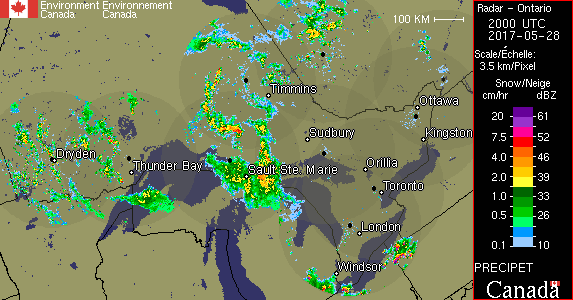 Environment Environnement
Canada Canada
100 KM
Timmins
Ottawa
Sudbury
Kingston
Dryden
Thunder Bay
Sault Ste. Marie
Orillia
Toronto
London
Windsor
Radar - Ontario
2000 UTC
2017-05-28
Scale/Échelle:
3.5 km/Pixel
Snow/Neige
cm/hr dBZ
20 61
7.5 52
4.0 46
2.0 39
1.0 33
0.5 26
0.1 10
PRECIPET
Canada